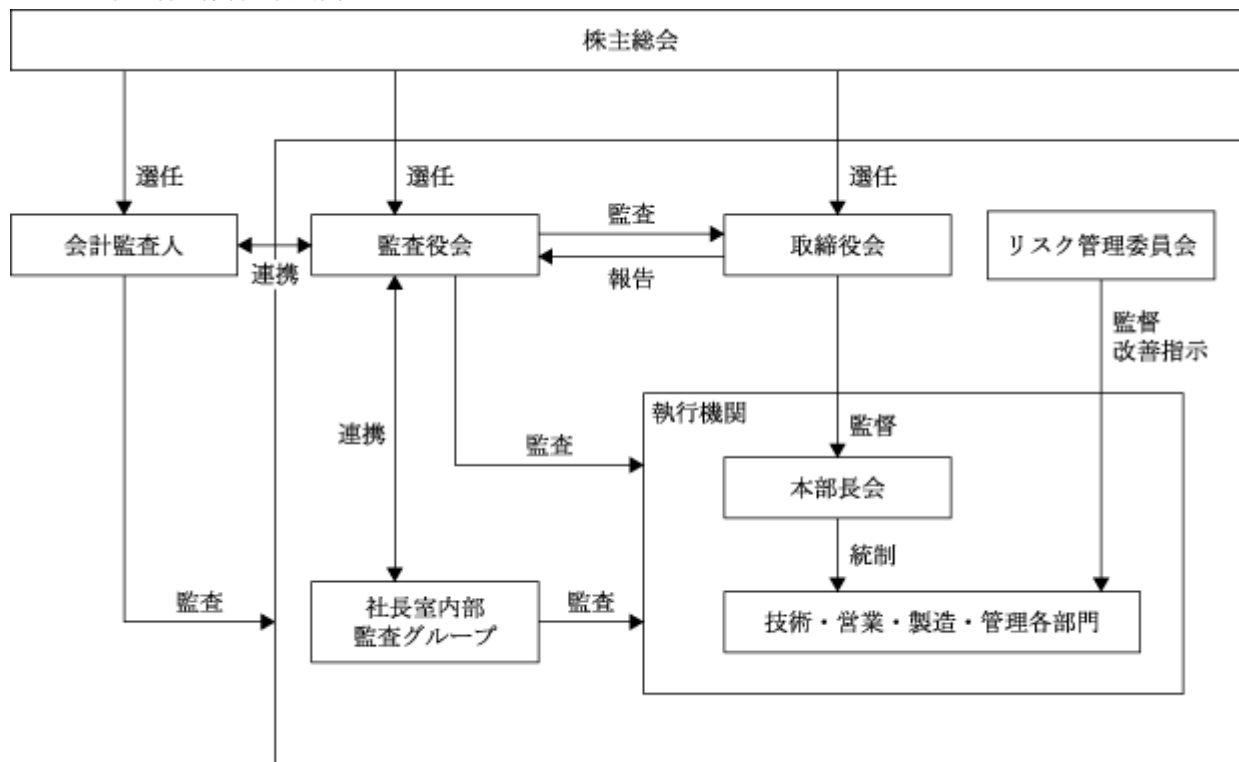 株主総会
選任
選任
選任
会計監査人
連携
監査役会
監査
報告
取締役会
リスク管理委員会
監督
改善指示
執行機関
連携
監査
監督
本部長会
統制
監査
社長室内部
監査グループ
監査
技術・営業・製造・管理各部門